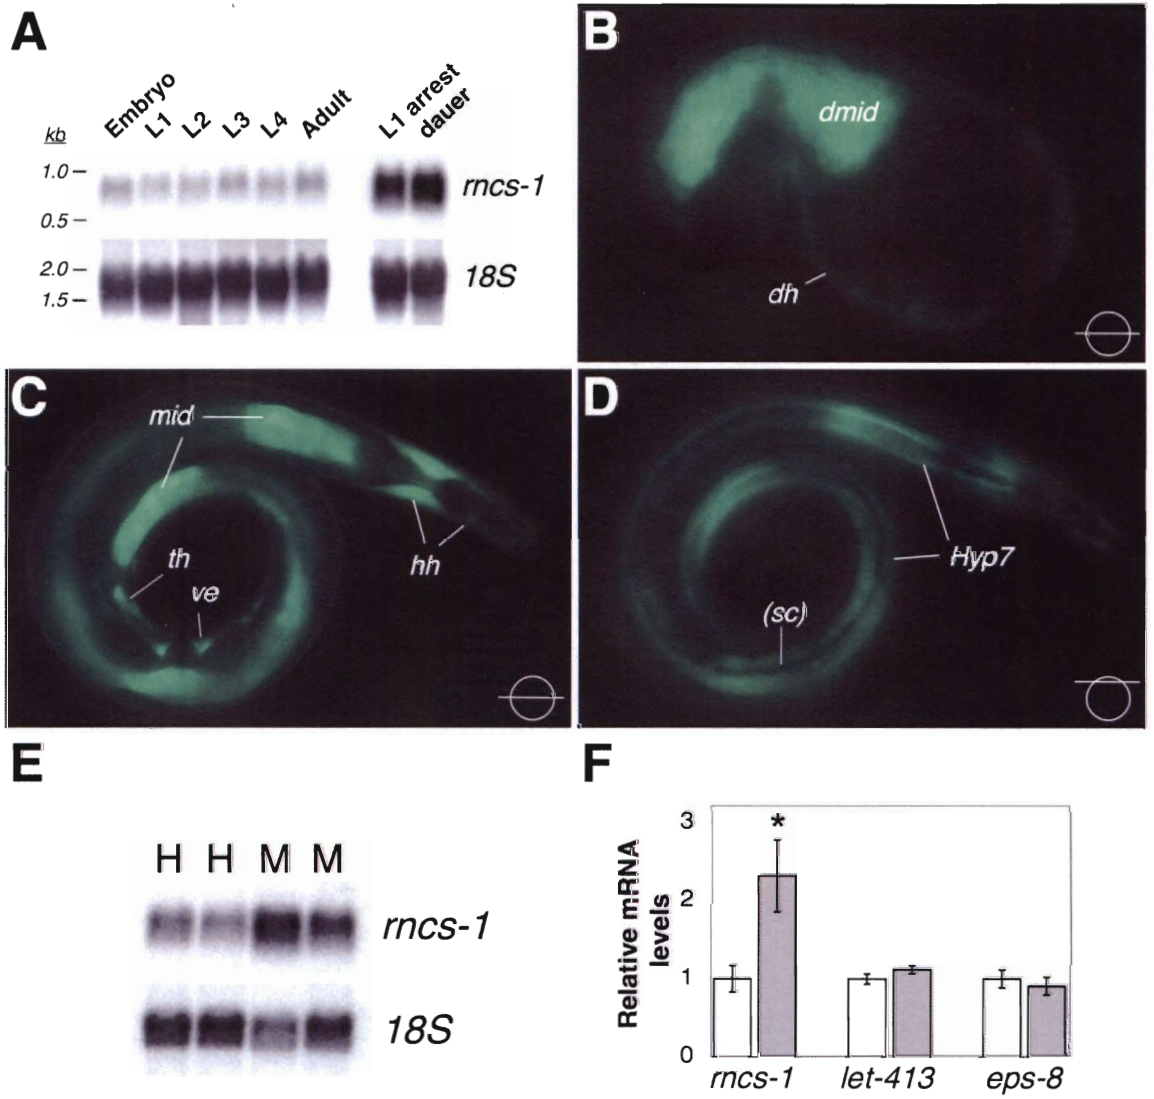 A
Embryo L1 L2 L3 L4 Adult L1 arrest dauer
kb
1.0
rncs-1
0.5
2.0
18S
1.5
B
dmid
dh
C
mid
th
ve
hh
D
Hyp7
(sc)
E
H H M M
rncs-1
18S
F
Relative mRNA
levels
3
*
2
1
0
rncs-1 let-413 eps-8